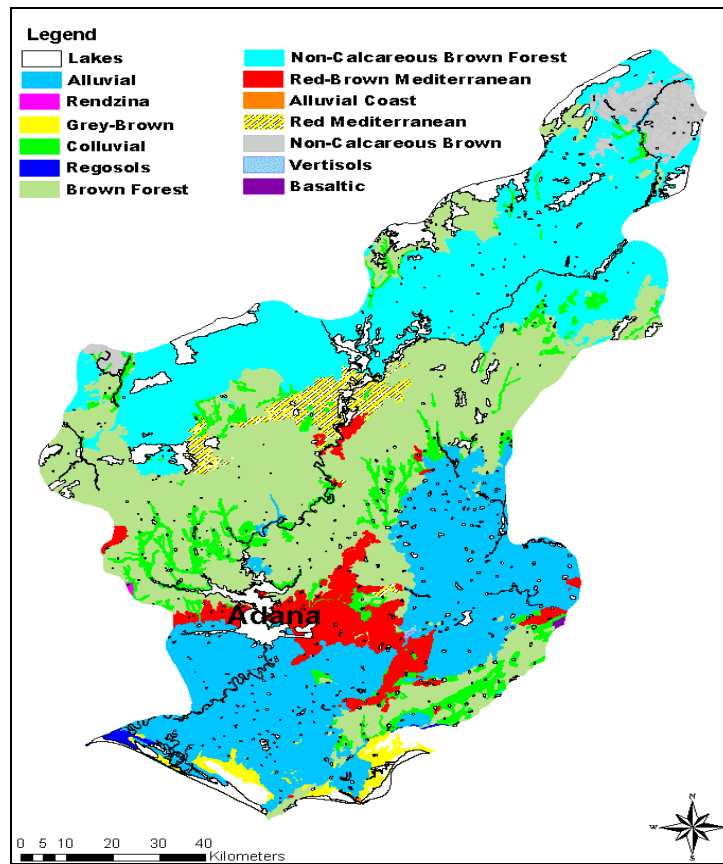 Legend
Lakes
Alluvial
Rendzina
Grey-Brown
Colluvial
Regosols
Brown Forest
Non-Calcareous Brown Forest
Red-Brown Mediterranean
Alluvial Coast
Red Mediterranean
Non-Calcareous Brown
Vertisols
Basaltic
Adana
N
W E
S
0 5 10 20 30 40
Kilometers